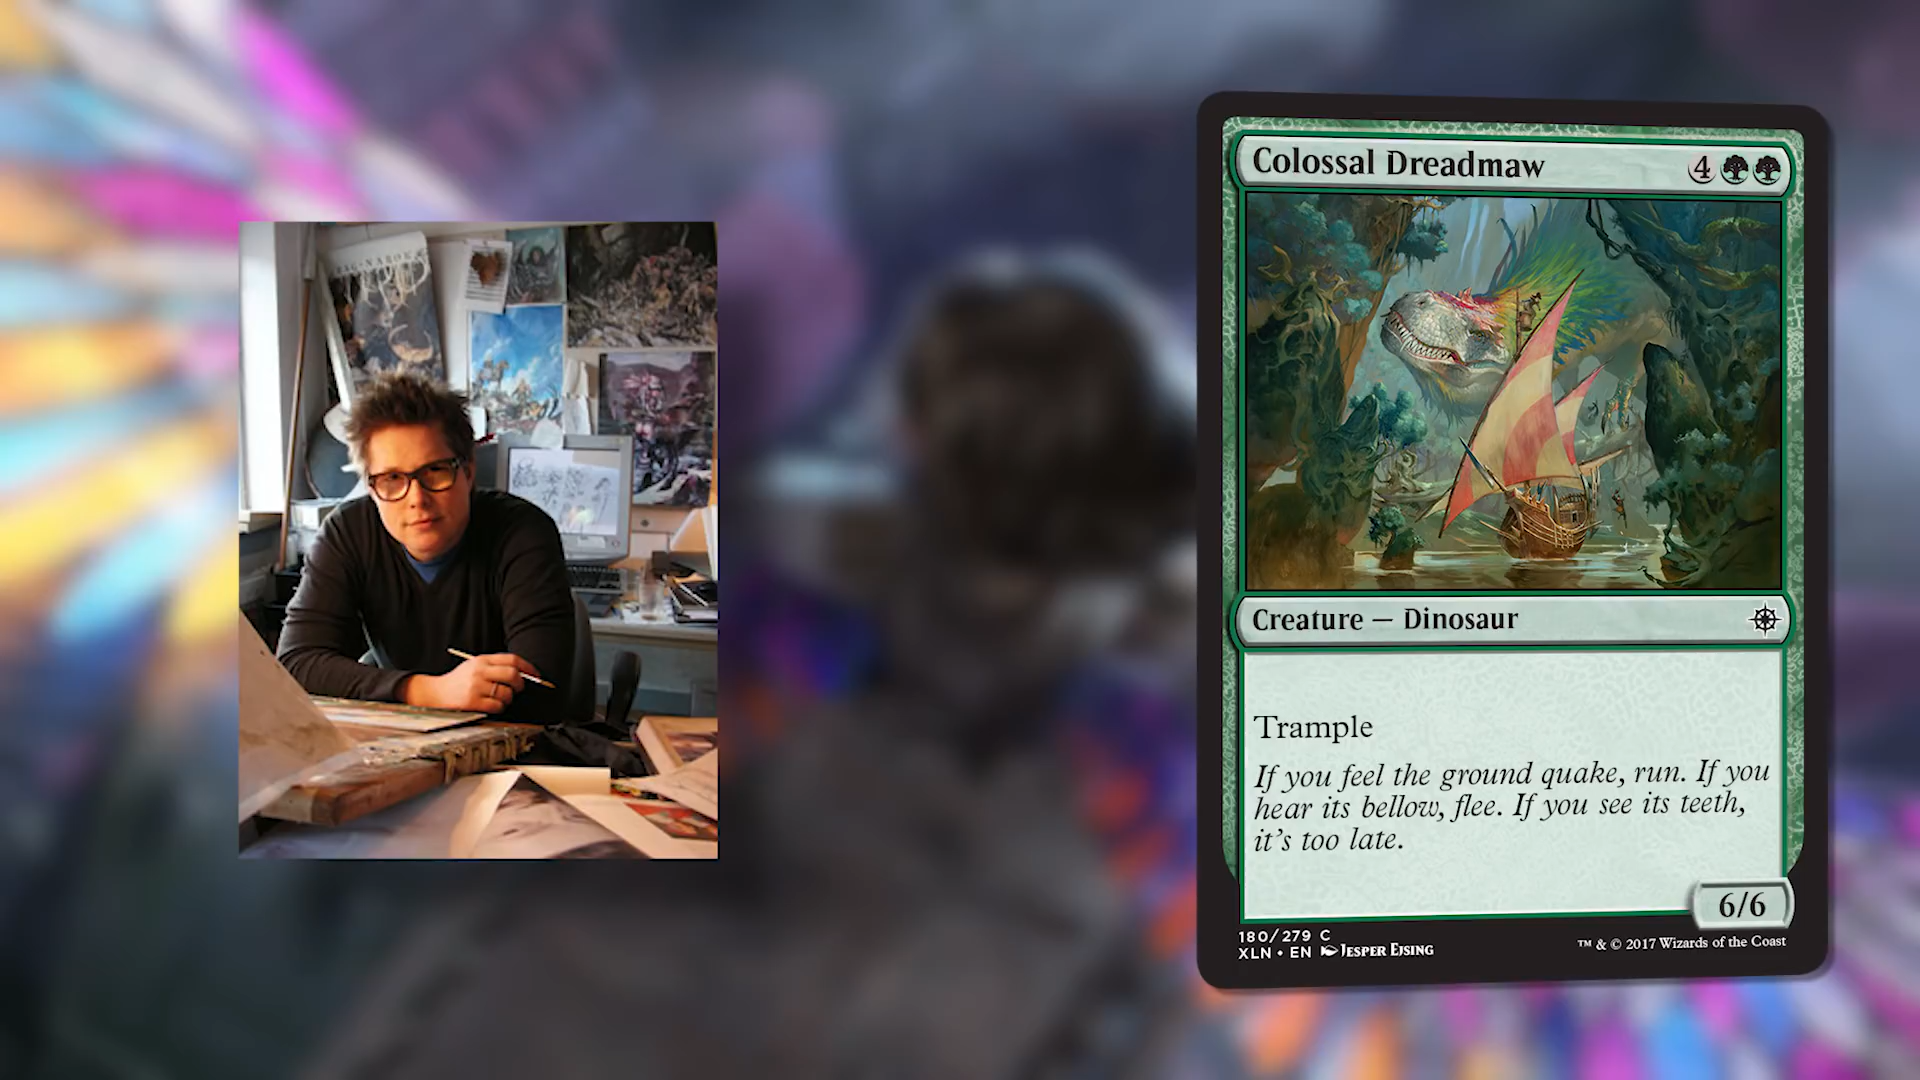 RAGNAROK
Colossal Dreadmaw 4
Creature — Dinosaur
Trample
If you feel the ground quake, run. If you
hear its bellow, flee. If you see its teeth,
it's too late.
6/6
180/279 C
XLN • EN Jesper Ejsing
™ & © 2017 Wizards of the Coast